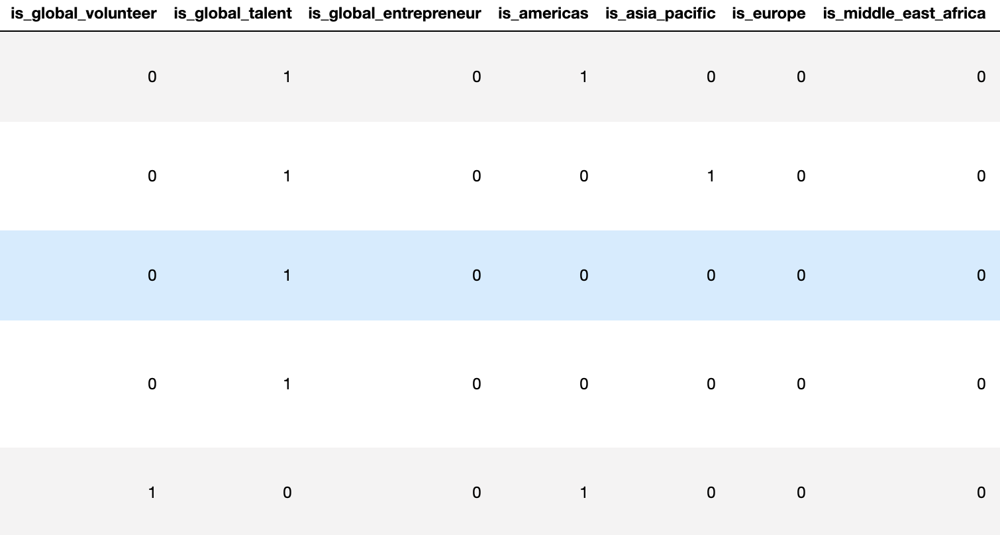 is_global_volunteer is_global_talent is_global_entrepreneur is_americas is_asia_pacific is_europe is_middle_east_africa
0 1 0 1 0 0 0
0 1 0 0 1 0 0
0 1 0 0 0 0 0
0 1 0 0 0 0 0
1 0 0 1 0 0 0